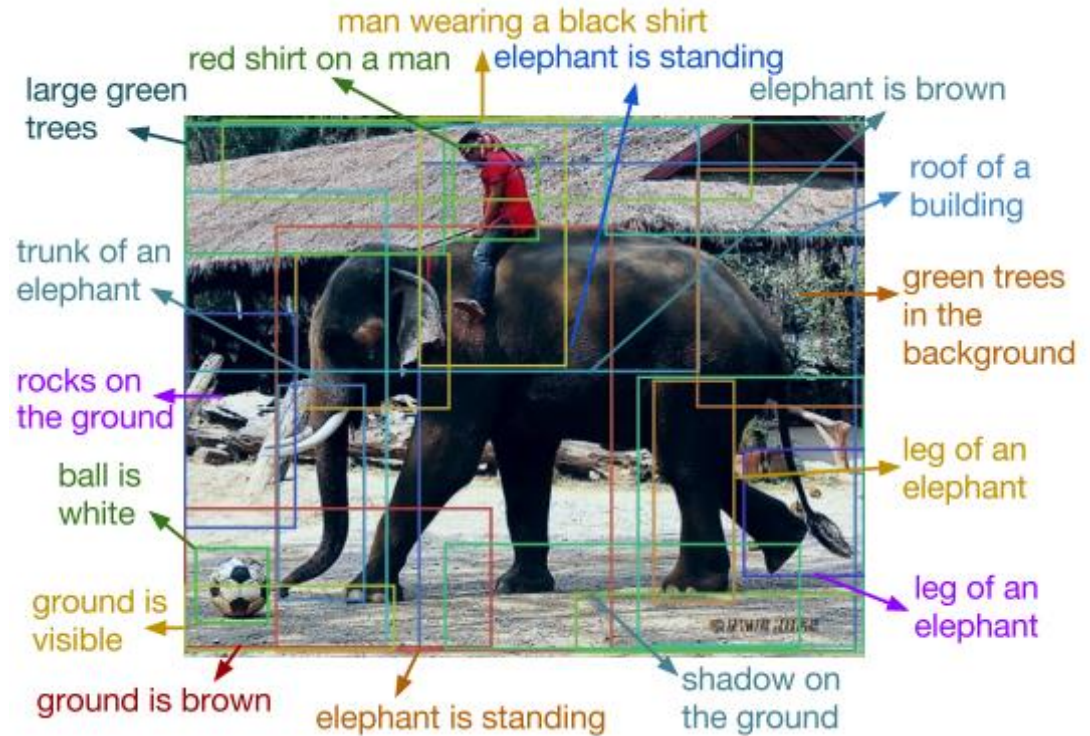 man wearing a black shirt
red shirt on a man
elephant is standing
large green
trees
elephant is brown
roof of a
building
trunk of an
elephant
green trees
in the
background
rocks on
the ground
leg of an
elephant
ball is
white
leg of an
elephant
ground is
visible
shadow on
the ground
ground is brown
elephant is standing